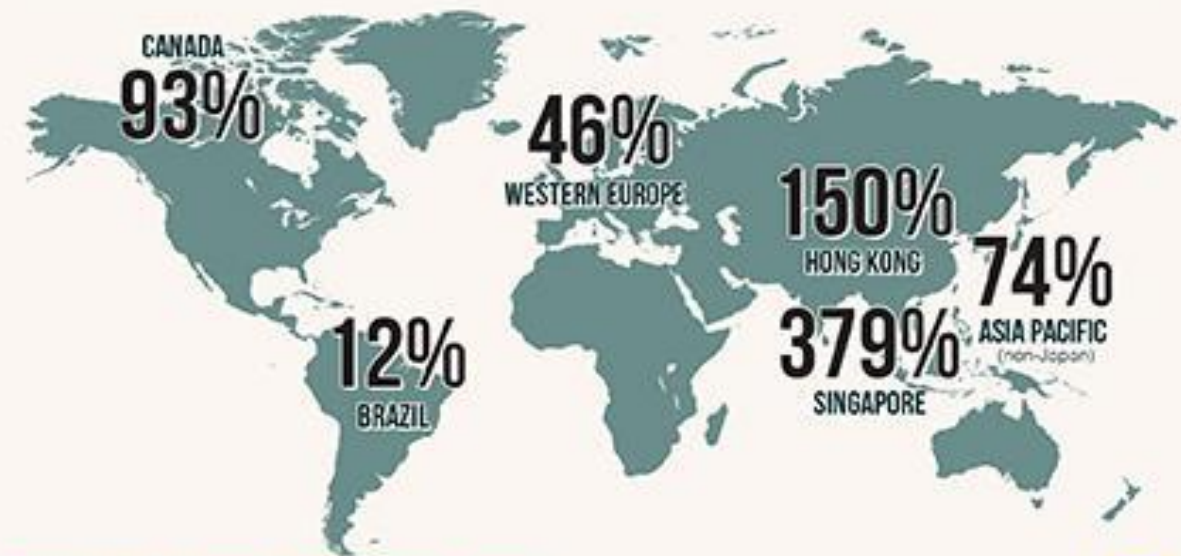 CANADA
93%
46%
WESTERN EUROPE
150%
HONG KONG
74%
ASIA PACIFIC
(non-Japan)
379%
SINGAPORE
12%
BRAZIL